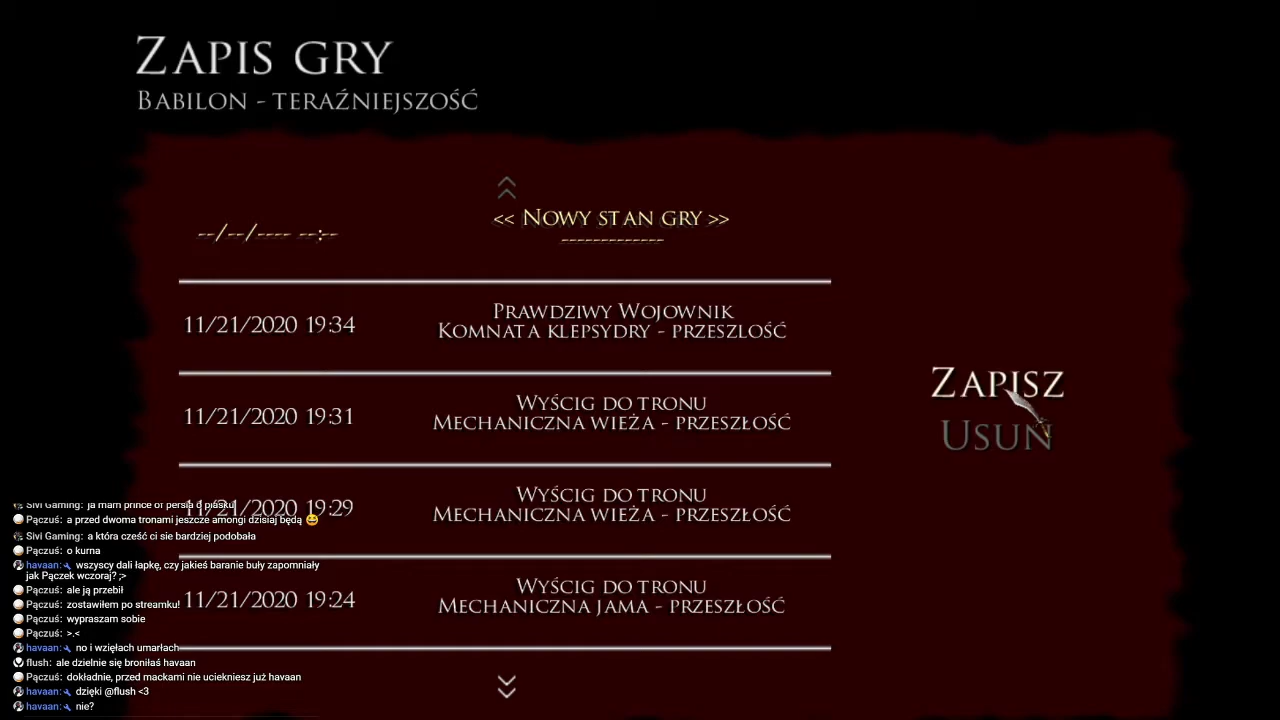 Zapis gry
Babilon - teraźniejszość
<< Nowy stan gry >>
--/--/---- --:--
-------------
Prawdziwy Wojownik
11/21/2020 19:34
Komnata klepsydry - przeszłość
Wyścig do tronu
11/21/2020 19:31
Mechaniczna wieża - przeszłość
Zapisz
Usuń
Wyścig do tronu
11/21/2020 19:29
Mechaniczna wieża - przeszłość
Wyścig do tronu
11/21/2020 19:24
Mechaniczna jama - przeszłość
Sivi Gaming: ja mam prince of persia o piasku
Pączuś: a przed dwoma tronami jeszcze amongi dzisiaj będą 😆
Sivi Gaming: a która cześć ci sie bardziej podobała
Pączuś: o kurna
havaan: wszyscy dali łapkę, czy jakieś baranie buły zapomniały
jak Pączek wczoraj? ;>
Pączuś: ale ją przebił
Pączuś: zostawiłem po streamku!
Pączuś: wypraszam sobie
Pączuś: >.<
havaan: no i wzięłach umarłach
flush: ale dzielnie się broniłaś havaan
Pączuś: dokładnie, przed mackami nie uciekniesz już havaan
havaan: dzięki @flush <3
havaan: nie?